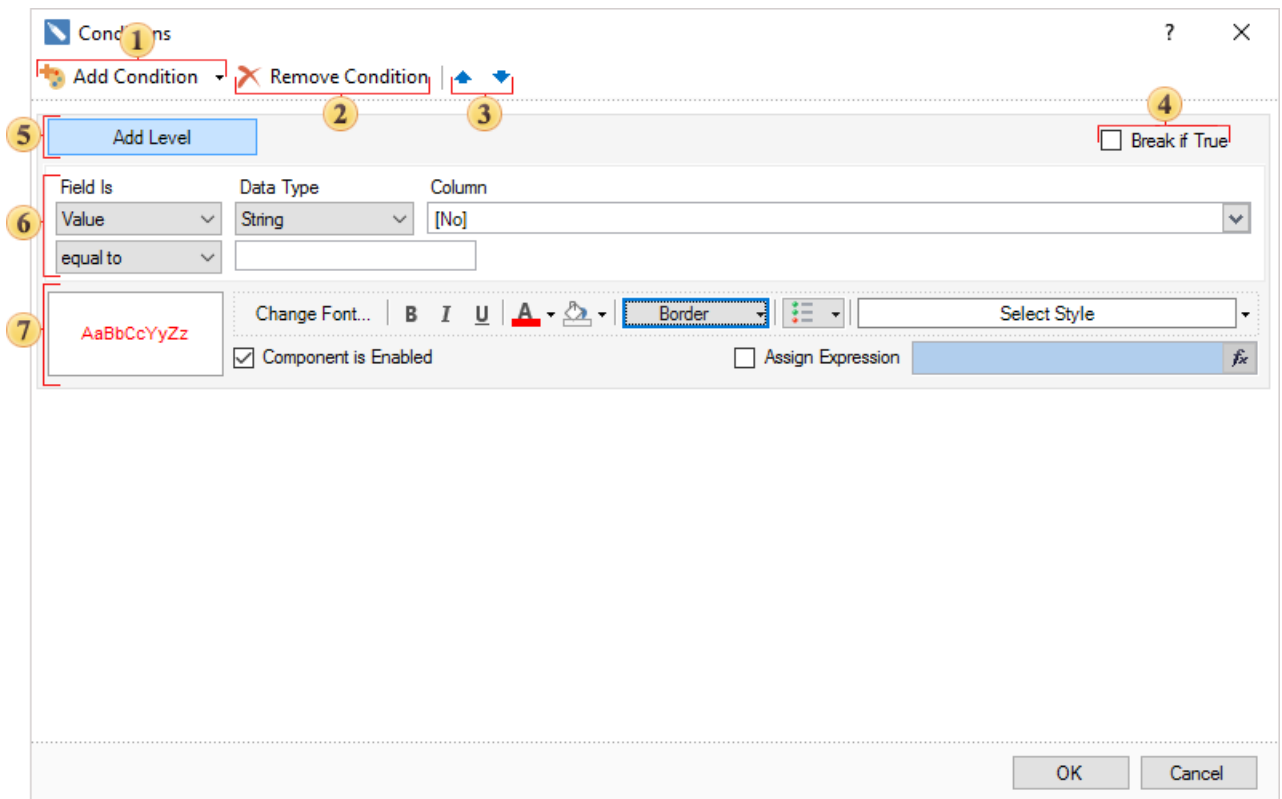 Conditions ?
1
Add Condition Remove Condition
2 3 4
5 Add Level Break if True
Field Is Data Type Column
6 Value String [No]
equal to
7 AaBbCcYyZz Change Font... B I U A Border Select Style
Component is Enabled Assign Expression fx
OK Cancel